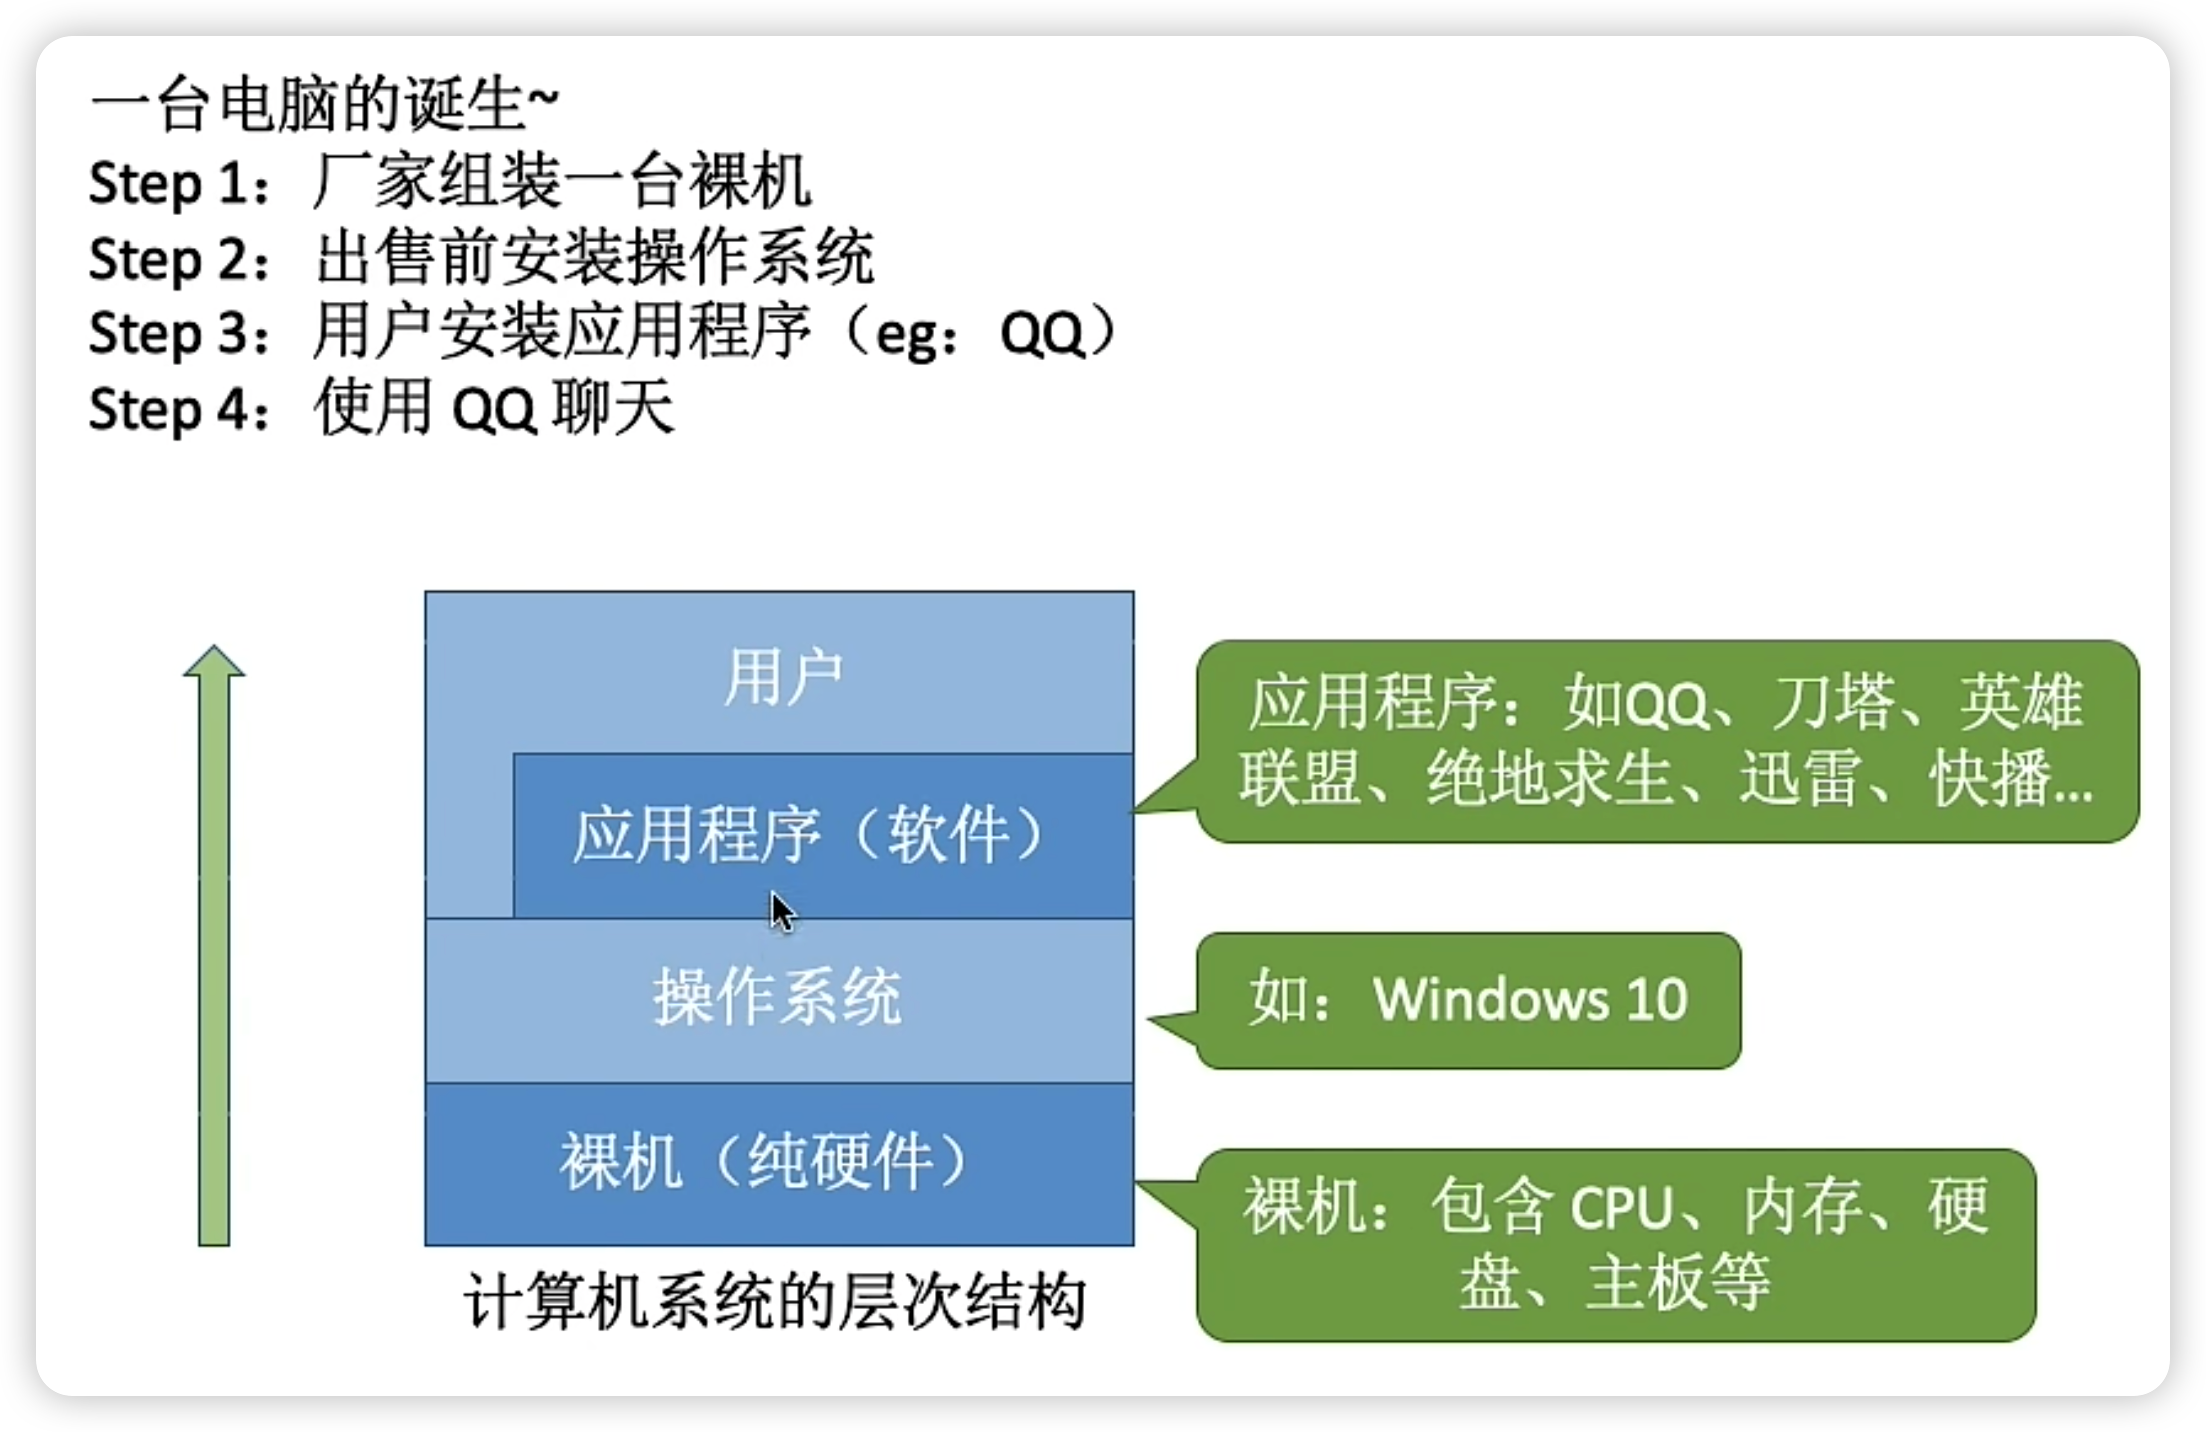 一台电脑的诞生~
Step 1：厂家组装一台裸机
Step 2：出售前安装操作系统
Step 3：用户安装应用程序（eg：QQ）
Step 4：使用 QQ 聊天
用户
应用程序（软件）
操作系统
裸机（纯硬件）
计算机系统的层次结构
应用程序：如QQ、刀塔、英雄
联盟、绝地求生、迅雷、快播...
如：Windows 10
裸机：包含 CPU、内存、硬
盘、主板等